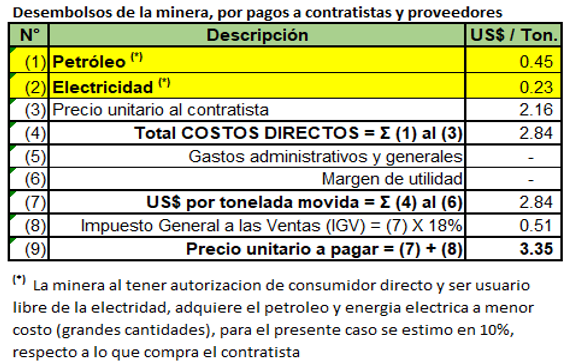 Desembolsos de la minera, por pagos a contratistas y proveedores
N° Descripción US$ / Ton.
(1) Petróleo (*) 0.45
(2) Electricidad (*) 0.23
(3) Precio unitario al contratista 2.16
(4) Total COSTOS DIRECTOS = Σ (1) al (3) 2.84
(5) Gastos administrativos y generales -
(6) Margen de utilidad -
(7) US$ por tonelada movida = Σ (4) al (6) 2.84
(8) Impuesto General a las Ventas (IGV) = (7) X 18% 0.51
(9) Precio unitario a pagar = (7) + (8) 3.35
(*) La minera al tener autorizacion de consumidor directo y ser usuario
libre de la electridad, adquiere el petroleo y energia electrica a menor
costo (grandes cantidades), para el presente caso se estimo en 10%,
respecto a lo que compra el contratista